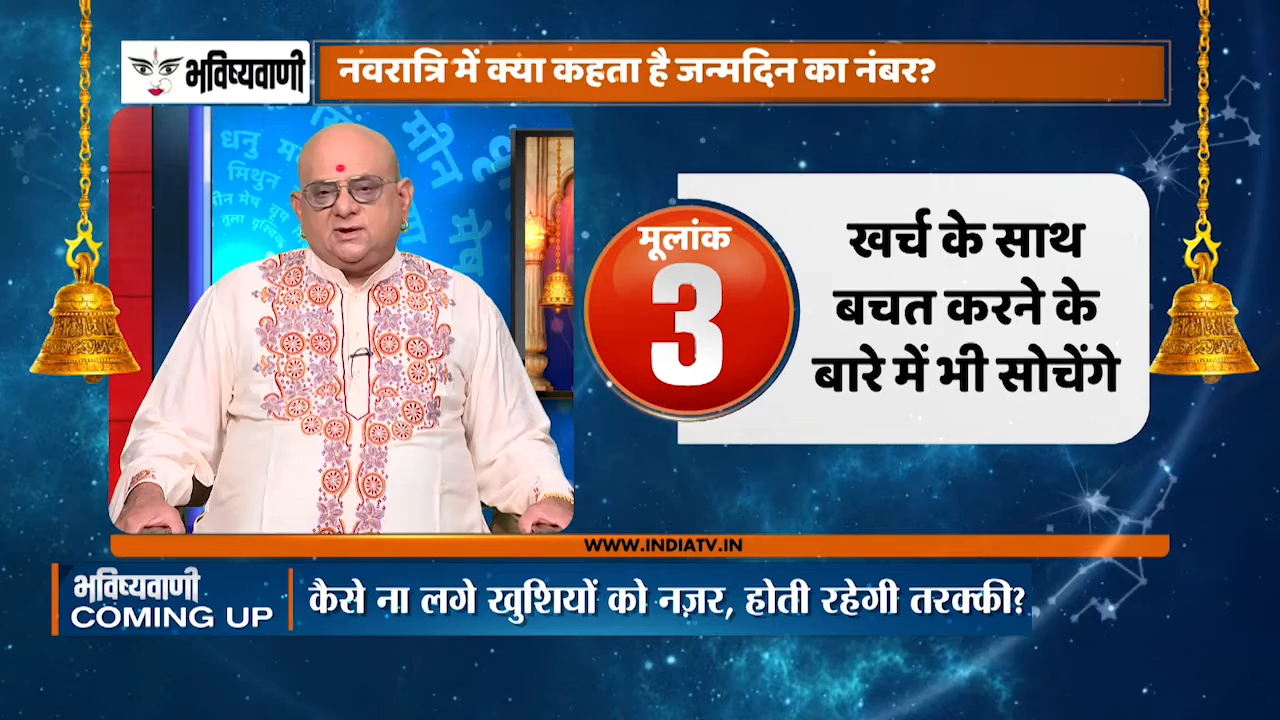 भविष्यवाणी
नवरात्रि में क्या कहता है जन्मदिन का नंबर?
धनु
मीन
मिथुन
मीन मेष वृष
तुला वृश्चिक
मेष
मूलांक
3
खर्च के साथ
बचत करने के
बारे में भी सोचेंगे
WWW.INDIATV.IN
भविष्यवाणी
COMING UP
कैसे ना लगे खुशियों को नज़र, होती रहेगी तरक्की?